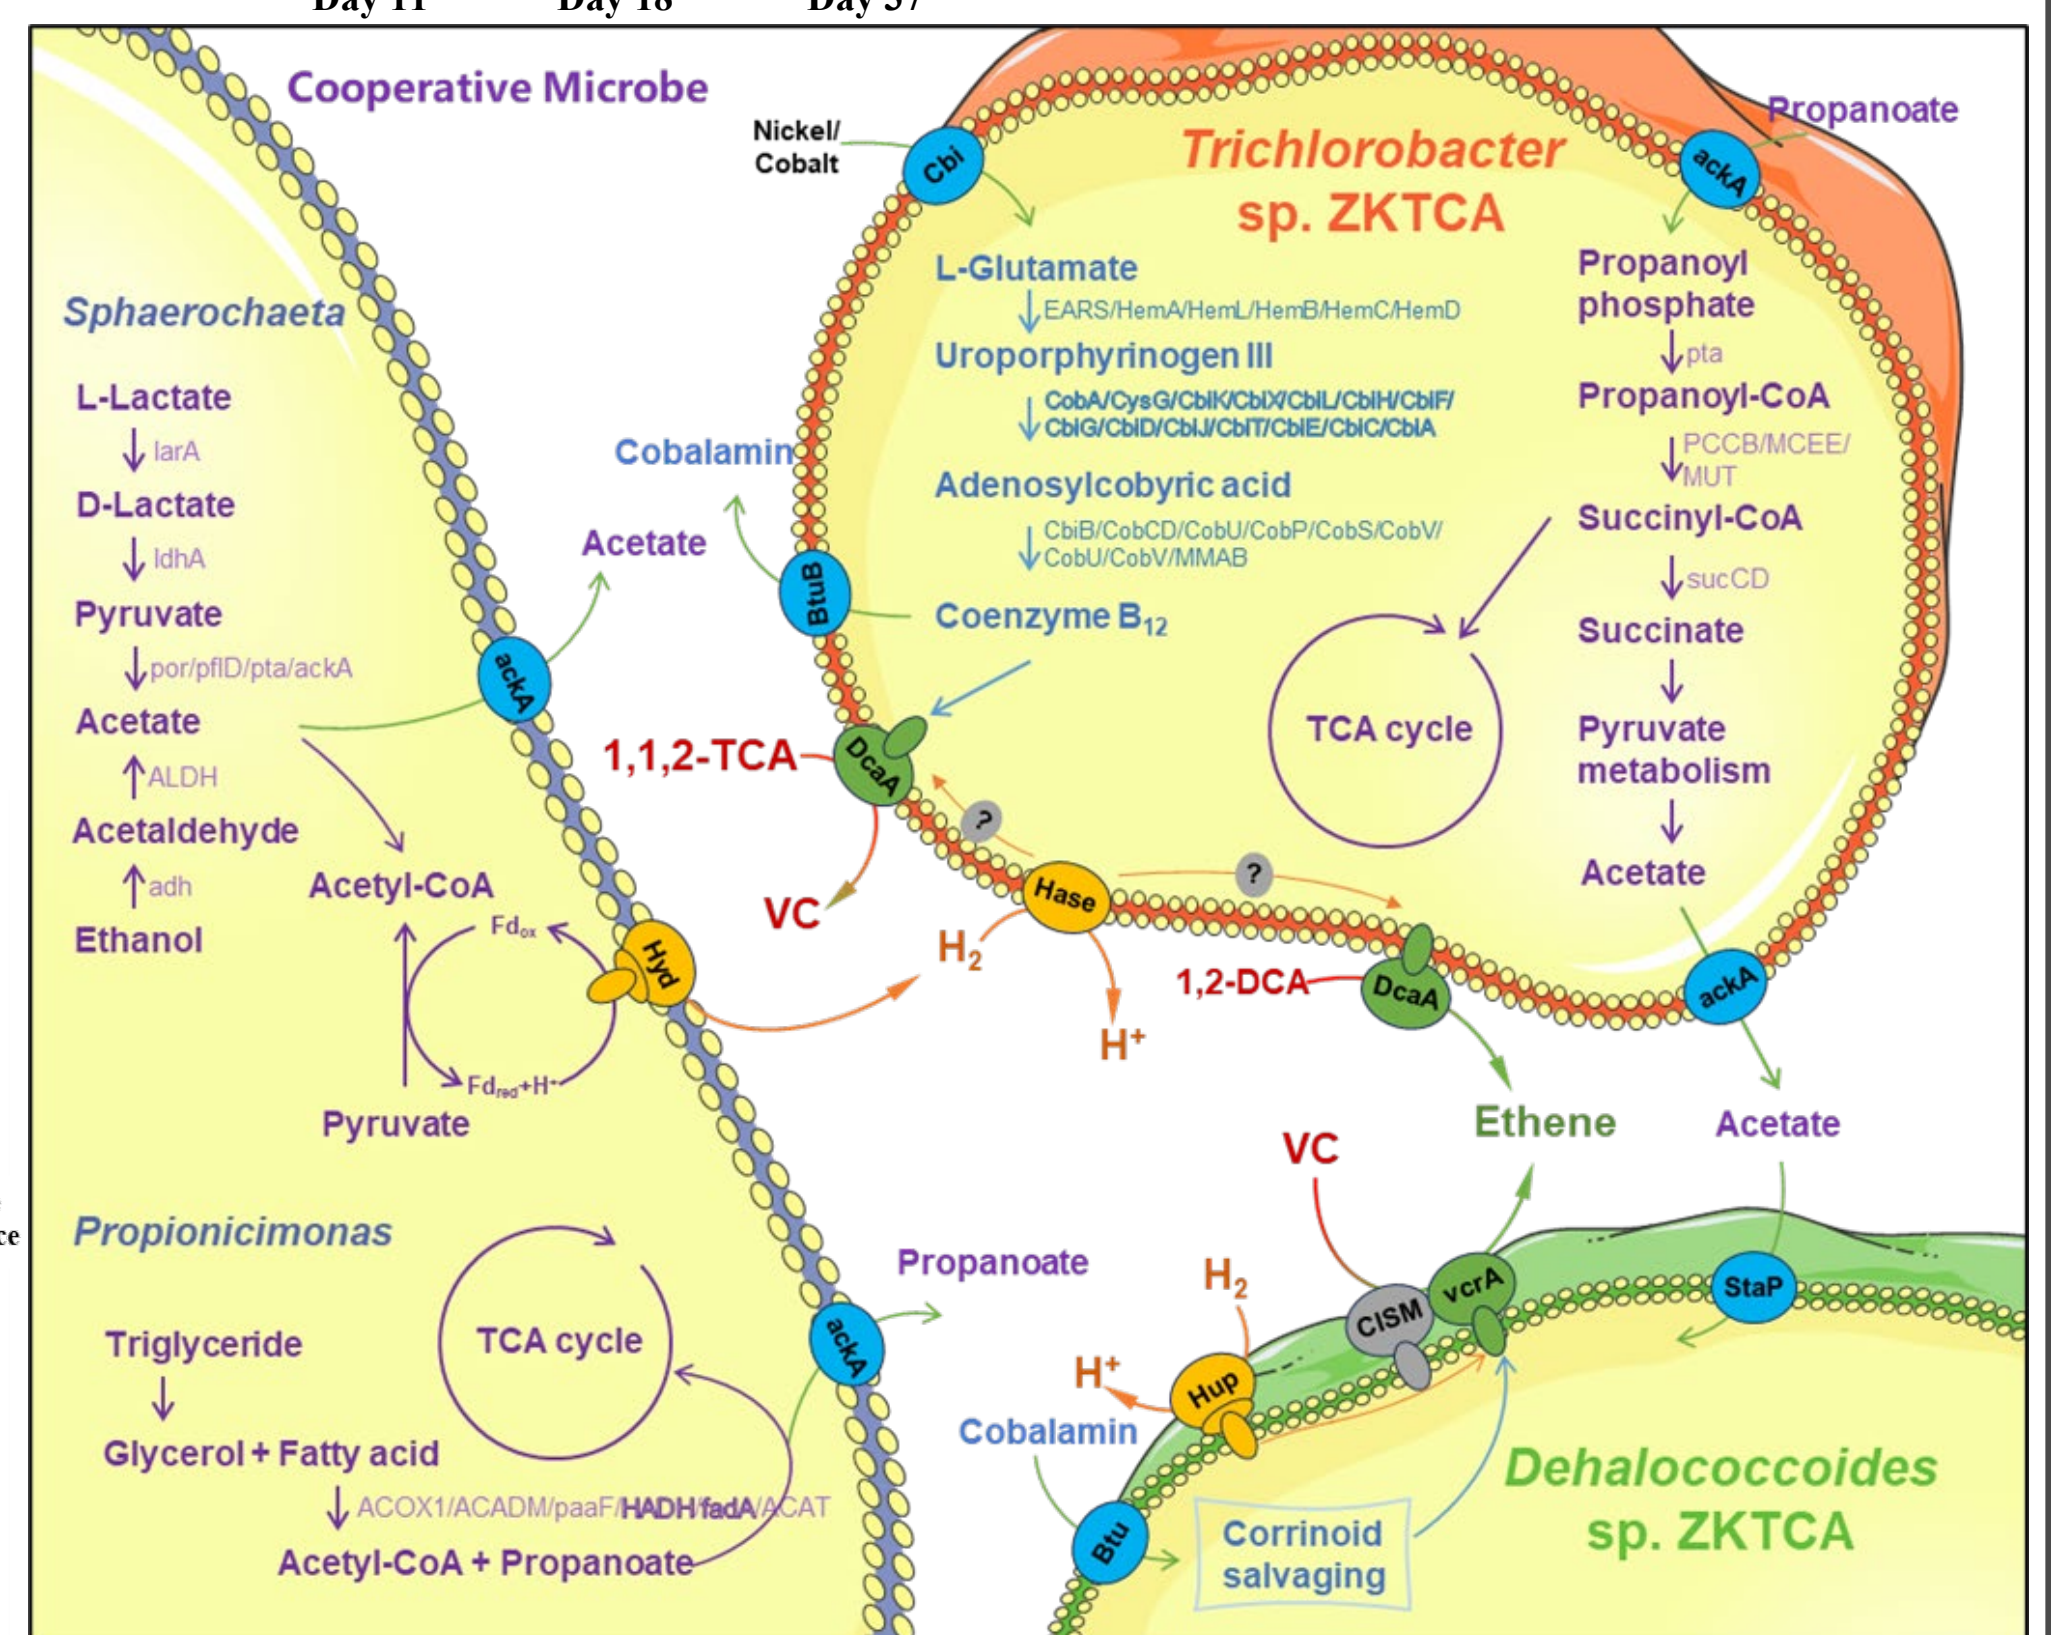 Day 11 Day 18 Day 37
ce
Cooperative Microbe
Sphaerochaeta
L-Lactate
larA
D-Lactate
ldhA
Pyruvate
por/pflD/pta/ackA
Acetate
ALDH
Acetaldehyde
adh
Ethanol
Acetyl-CoA
Fdox
Fdred+H+
Pyruvate
ackA
Acetate
Hyd
Propionicimonas
TCA cycle
Triglyceride
Glycerol + Fatty acid
ACOX1/ACADM/paaF/HADH/fadA/ACAT
Acetyl-CoA + Propanoate
ackA
Propanoate
Nickel/
Cobalt
Cbi
Trichlorobacter
sp. ZKTCA
ackA
Propanoate
L-Glutamate
EARS/HemA/HemL/HemB/HemC/HemD
Uroporphyrinogen III
CobA/CysG/CbiK/CbiX/CbiL/CbiH/CbiF/
CbiG/CbiD/CbiJ/CbiT/CbiE/CbiC/CbiA
Adenosylcobyric acid
CbiB/CobCD/CobU/CobP/CobS/CobV/
CobU/CobV/MMAB
Coenzyme B12
Cobalamin
BtuB
Propanoyl
phosphate
pta
Propanoyl-CoA
PCCB/MCEE/
MUT
Succinyl-CoA
sucCD
Succinate
Pyruvate
metabolism
Acetate
TCA cycle
1,1,2-TCA
DcaA
VC
?
Hase
?
H2
H+
1,2-DCA
DcaA
ackA
Ethene
Acetate
VC
H2
H+
Hup
CISM
vcrA
StaP
Cobalamin
Btu
Corrinoid
salvaging
Dehalococcoides
sp. ZKTCA